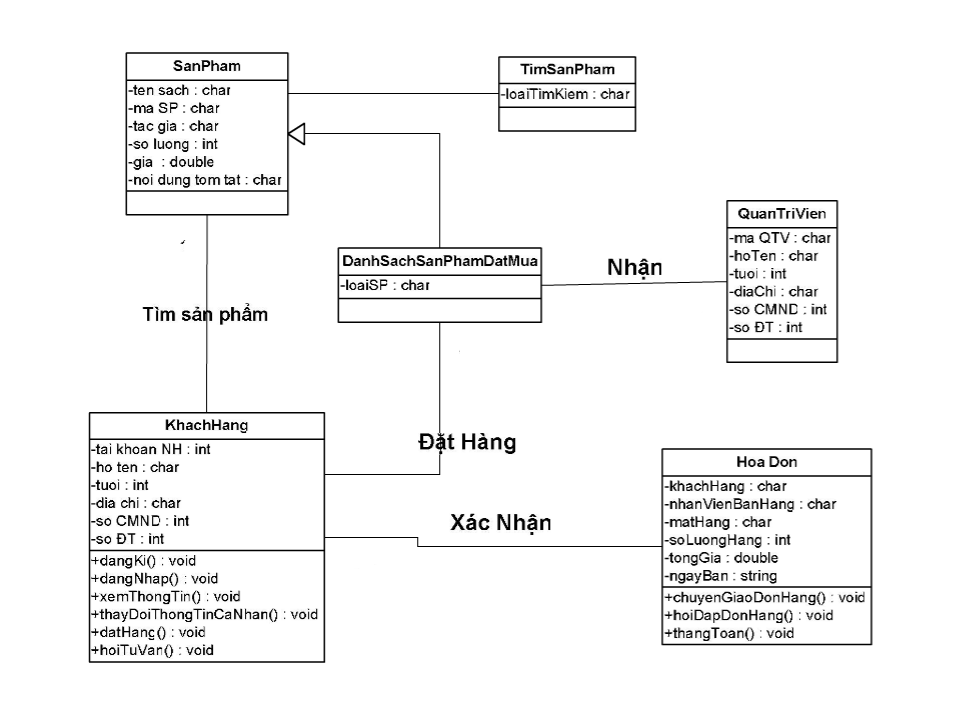 SanPham
-ten sach : char
-ma SP : char
-tac gia : char
-so luong : int
-gia : double
-noi dung tom tat : char
TimSanPham
-loaiTimKiem : char
QuanTriVien
-ma QTV : char
-hoTen : char
-tuoi : int
-diaChi : char
-so CMND : int
-so ĐT : int
DanhSachSanPhamDatMua
-loaiSP : char
Nhận
Tìm sản phẩm
KhachHang
-tai khoan NH : int
-ho ten : char
-tuoi : int
-dia chi : char
-so CMND : int
-so ĐT : int
+dangKi() : void
+dangNhap() : void
+xemThongTin() : void
+thayDoiThongTinCaNhan() : void
+datHang() : void
+hoiTuVan() : void
Đặt Hàng
Xác Nhận
Hoa Don
-khachHang : char
-nhanVienBanHang : char
-matHang : char
-soLuongHang : int
-tongGia : double
-ngayBan : string
+chuyenGiaoDonHang() : void
+hoiDapDonHang() : void
+thangToan() : void